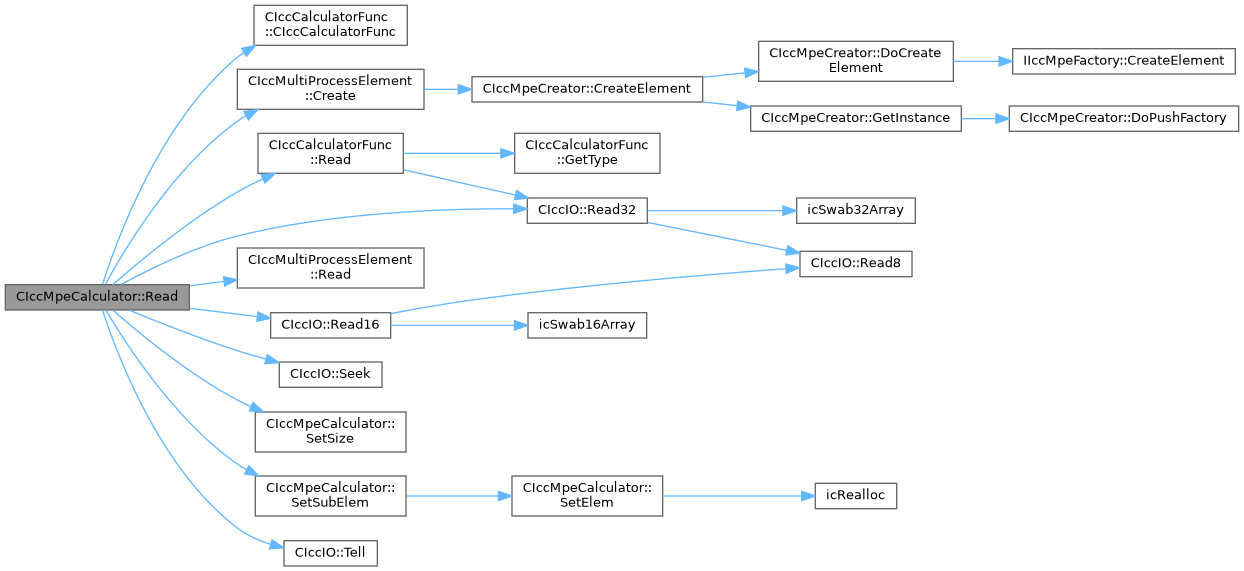 CIccCalculatorFunc
::CIccCalculatorFunc
CIccMultiProcessElement
::Create
CIccMpeCreator::CreateElement
CIccMpeCreator::DoCreate
Element
IIccMpeFactory::CreateElement
CIccMpeCreator::GetInstance
CIccMpeCreator::DoPushFactory
CIccCalculatorFunc
::Read
CIccCalculatorFunc
::GetType
CIccIO::Read32
icSwab32Array
CIccIO::Read8
CIccMultiProcessElement
::Read
CIccMpeCalculator::Read
CIccIO::Read16
icSwab16Array
CIccIO::Seek
CIccMpeCalculator::
SetSize
CIccMpeCalculator::
SetSubElem
CIccMpeCalculator::
SetElem
icRealloc
CIccIO::Tell